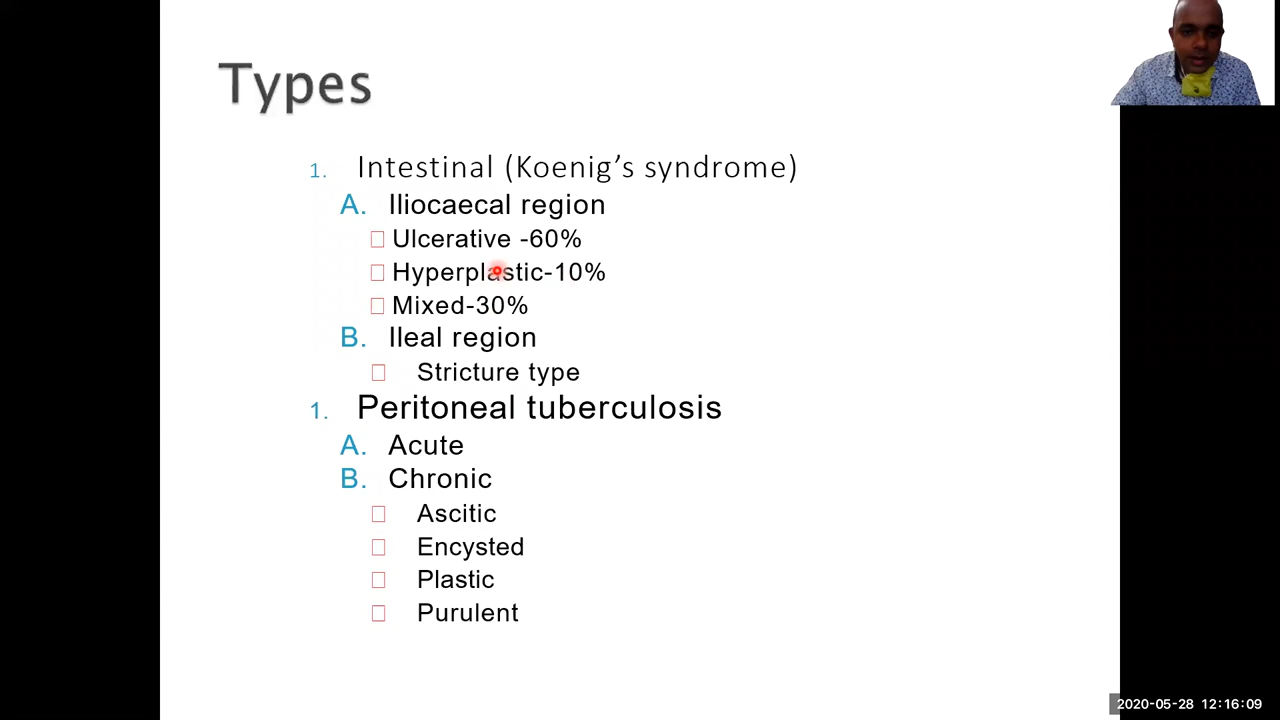 Types
1. Intestinal (Koenig's syndrome)
A. Iliocaecal region
Ulcerative -60%
Hyperplastic-10%
Mixed-30%
B. Ileal region
Stricture type
1. Peritoneal tuberculosis
A. Acute
B. Chronic
Ascitic
Encysted
Plastic
Purulent
2020-05-28 12:16:09